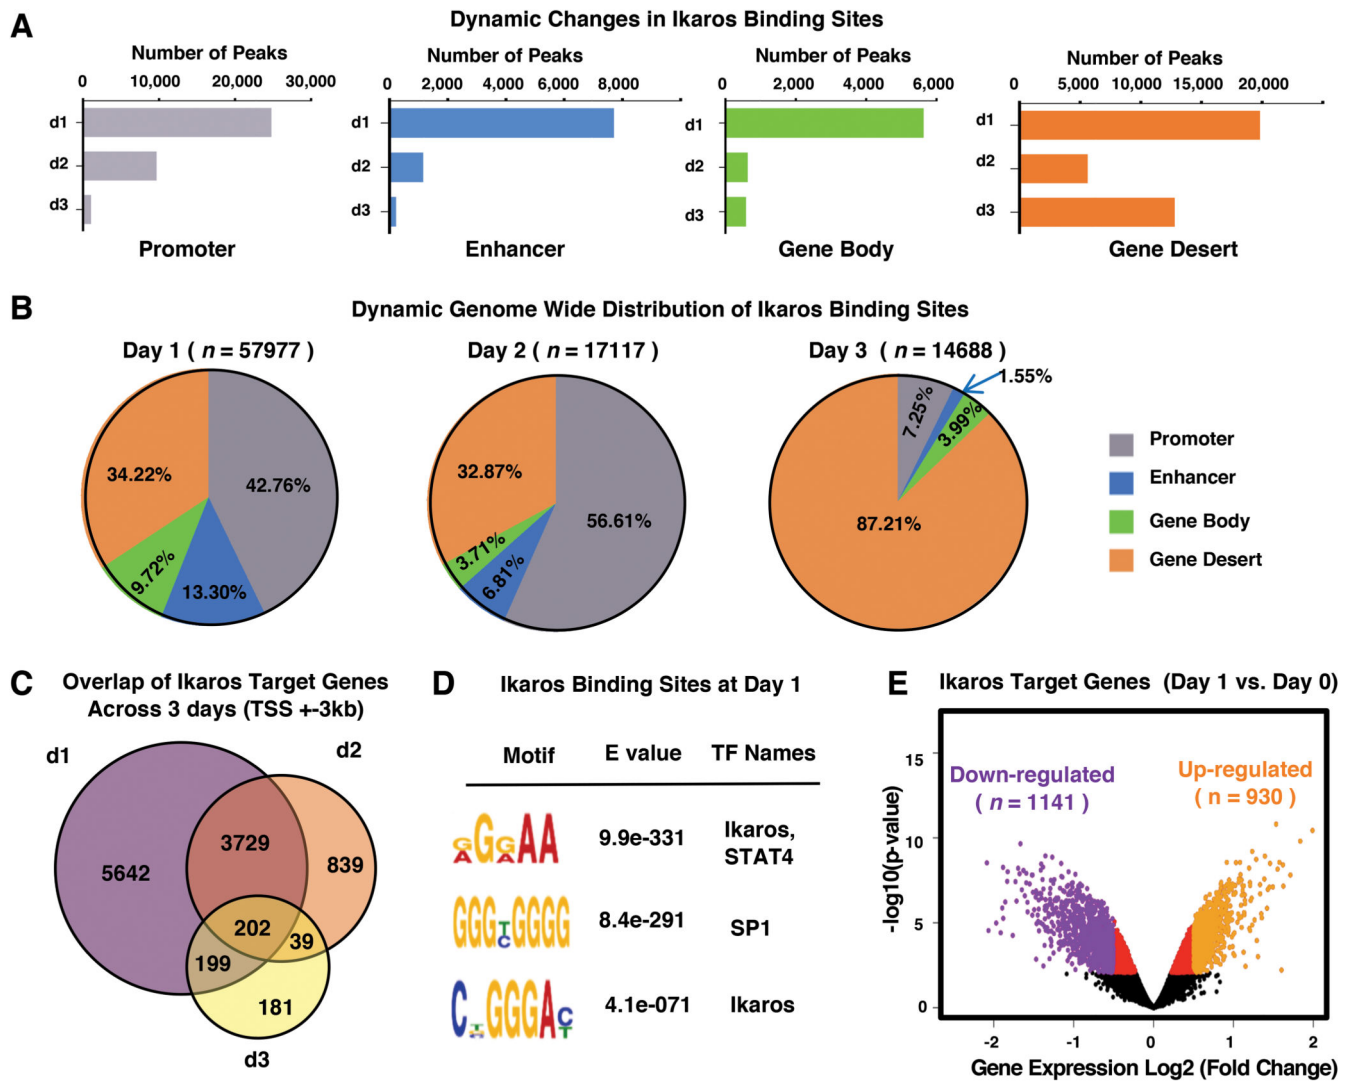 A
Dynamic Changes in Ikaros Binding Sites
Number of Peaks
0 10,000 20,000 30,000
d1
d2
d3
Promoter
Number of Peaks
0 2,000 4,000 6,000 8,000
d1
d2
d3
Enhancer
Number of Peaks
0 2,000 4,000 6,000
d1
d2
d3
Gene Body
Number of Peaks
0 5,000 10,000 15,000 20,000
d1
d2
d3
Gene Desert
B
Dynamic Genome Wide Distribution of Ikaros Binding Sites
Day 1 ( n = 57977 )
34.22%
42.76%
9.72%
13.30%
Day 2 ( n = 17117 )
32.87%
56.61%
3.71%
6.81%
Day 3 ( n = 14688 )
1.55%
7.25%
3.99%
87.21%
Promoter
Enhancer
Gene Body
Gene Desert
C
Overlap of Ikaros Target Genes
Across 3 days (TSS +-3kb)
d1
d2
3729
5642
839
202
39
199
181
d3
D
Ikaros Binding Sites at Day 1
Motif E value TF Names
GAGGAAA 9.9e-331 Ikaros,
STAT4
GGGTCGGGG 8.4e-291 SP1
CTGGGACT 4.1e-071 Ikaros
E
Ikaros Target Genes (Day 1 vs. Day 0)
Down-regulated
( n = 1141 )
Up-regulated
( n = 930 )
-log10(p-value)
15
10
5
0
-2 -1 0 1 2
Gene Expression Log2 (Fold Change)